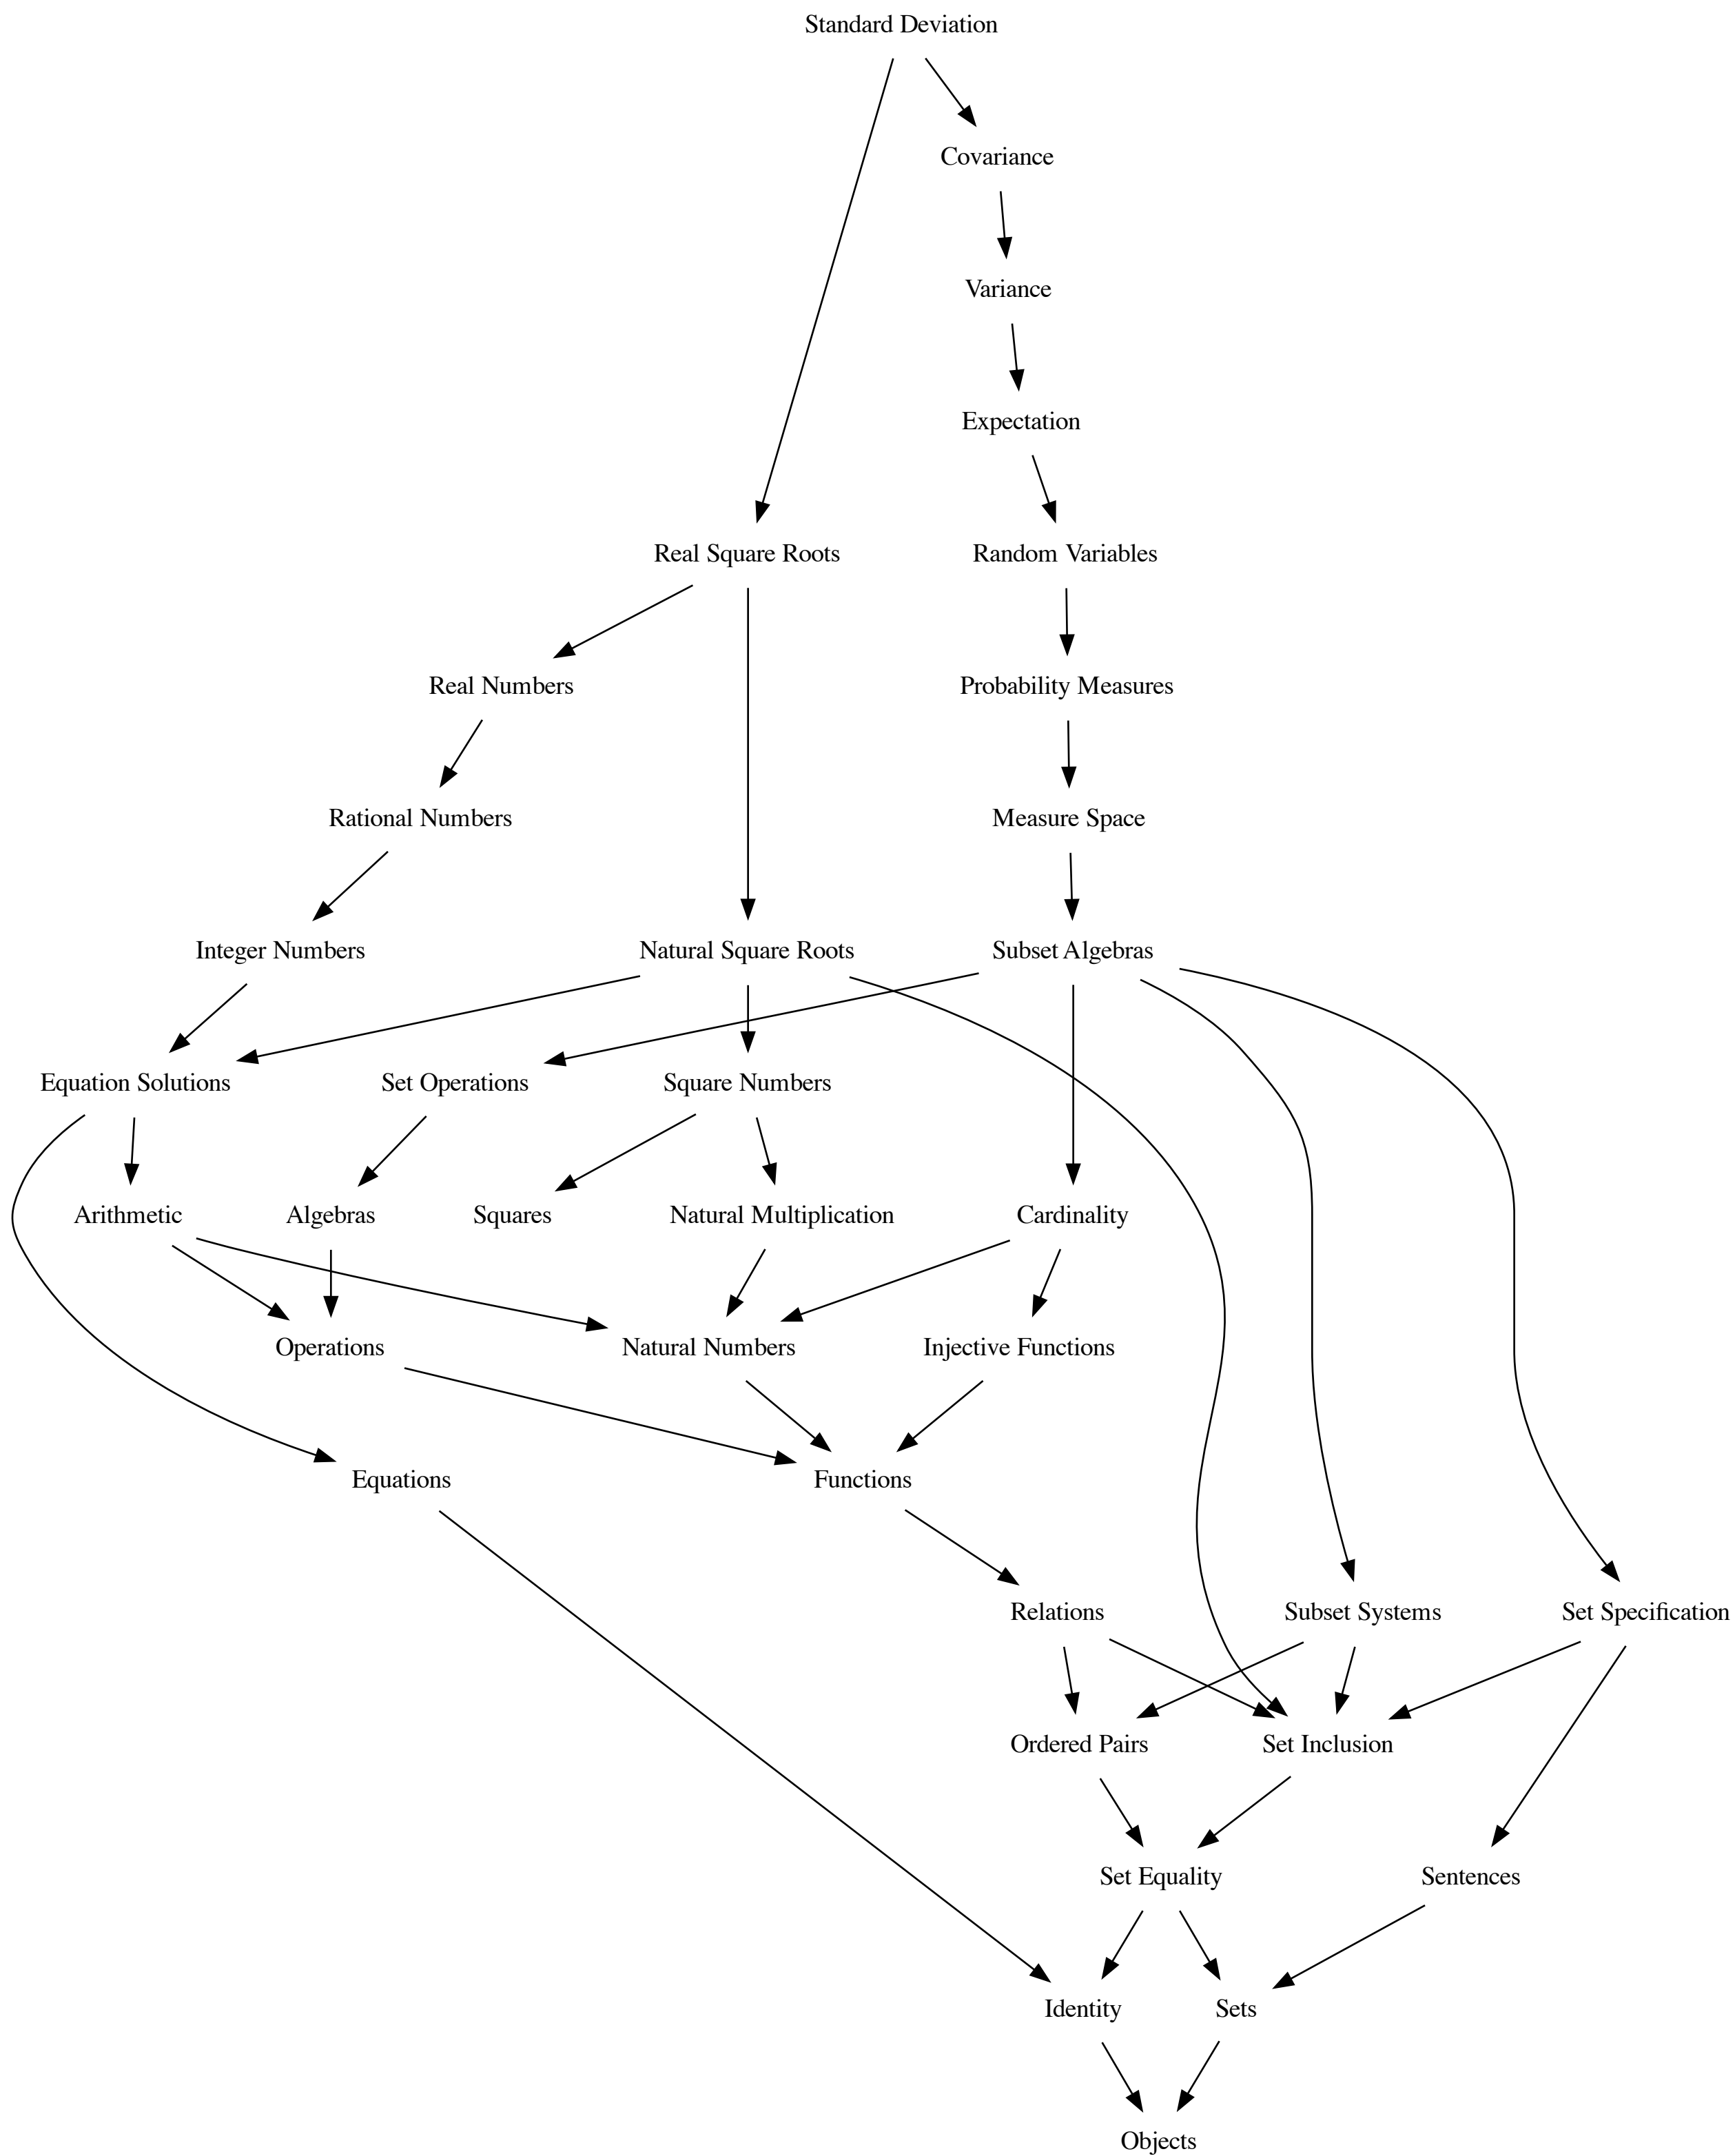 Standard Deviation
Covariance
Variance
Expectation
Real Square Roots
Random Variables
Real Numbers
Probability Measures
Rational Numbers
Measure Space
Integer Numbers
Natural Square Roots
Subset Algebras
Equation Solutions
Set Operations
Square Numbers
Arithmetic
Algebras
Squares
Natural Multiplication
Cardinality
Operations
Natural Numbers
Injective Functions
Equations
Functions
Relations
Subset Systems
Set Specification
Ordered Pairs
Set Inclusion
Set Equality
Sentences
Identity
Sets
Objects